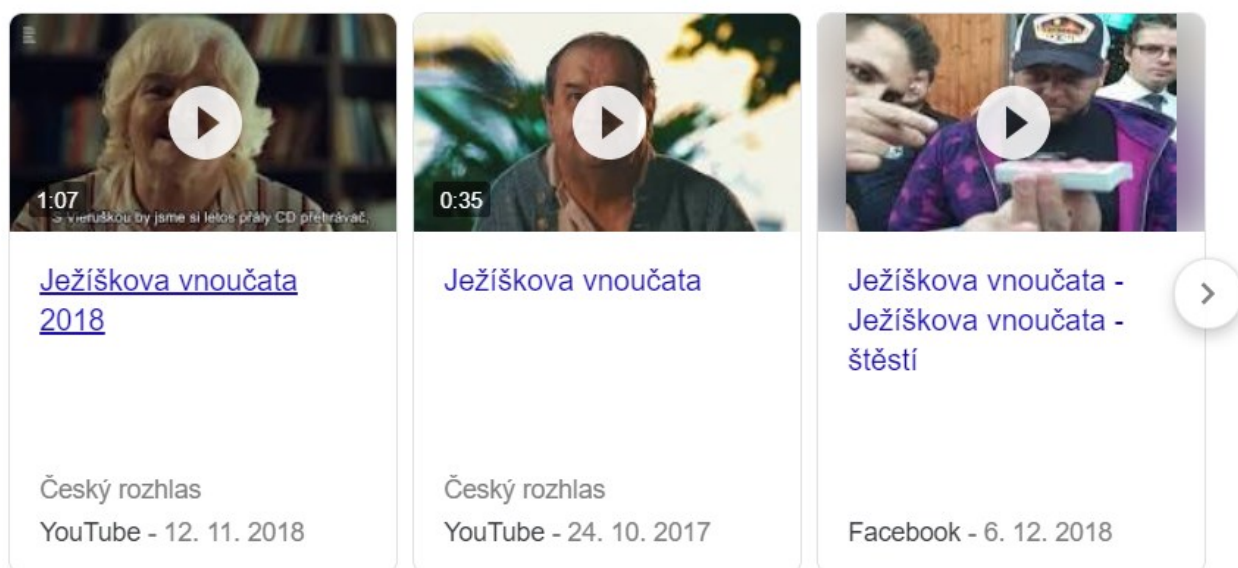 1:07
S Vieruškou by jsme si letos přály CD přehrávač,
0:35
Ježíškova vnoučata
2018
Český rozhlas
YouTube - 12. 11. 2018
Ježíškova vnoučata
Český rozhlas
YouTube - 24. 10. 2017
Ježíškova vnoučata -
Ježíškova vnoučata -
štěstí
Facebook - 6. 12. 2018